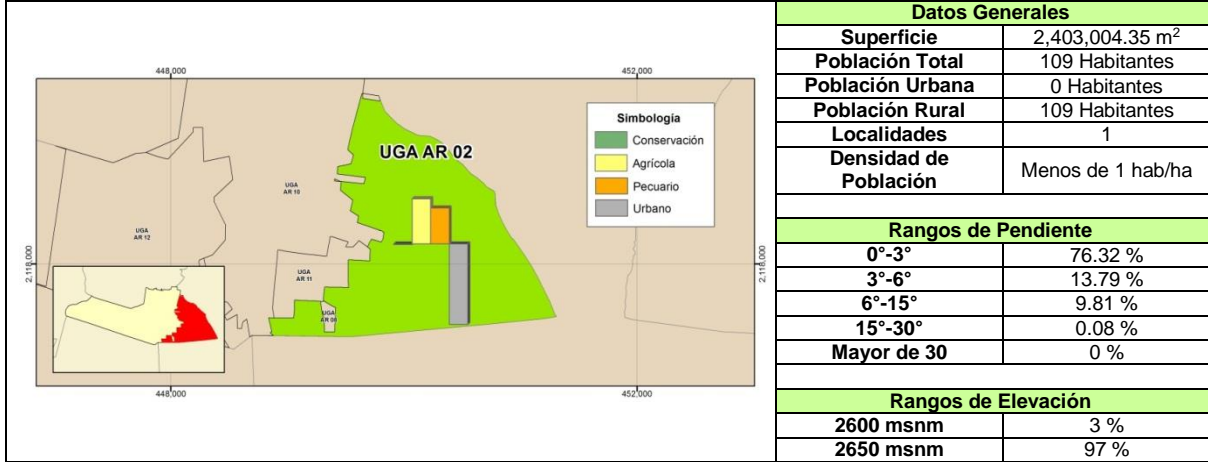 448,000
452,000
2,118,000
2,118,000
448,000
452,000
UGA AR 02
UGA
AR 10
UGA
AR 12
UGA
AR 11
UGA
Simbología
Conservación
Agrícola
Pecuario
Urbano
Datos Generales
Superficie 2,403,004.35 m²
Población Total 109 Habitantes
Población Urbana 0 Habitantes
Población Rural 109 Habitantes
Localidades 1
Densidad de
Población Menos de 1 hab/ha
Rangos de Pendiente
0°-3° 76.32 %
3°-6° 13.79 %
6°-15° 9.81 %
15°-30° 0.08 %
Mayor de 30 0 %
Rangos de Elevación
2600 msnm 3 %
2650 msnm 97 %